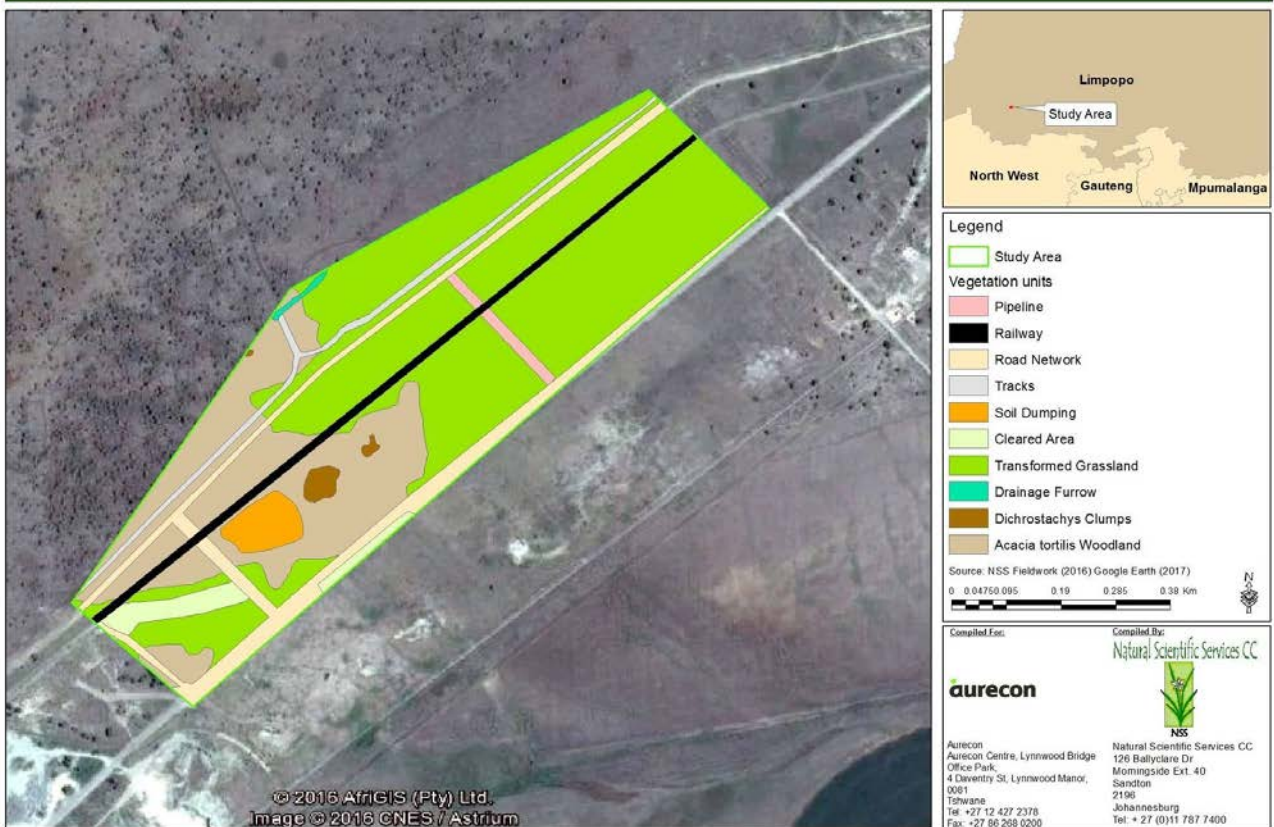 Limpopo
Study Area
North West
Gauteng
Mpumalanga
Legend
Study Area
Vegetation units
Pipeline
Railway
Road Network
Tracks
Soil Dumping
Cleared Area
Transformed Grassland
Drainage Furrow
Dichrostachys Clumps
Acacia tortilis Woodland
Source: NSS Fieldwork (2016) Google Earth (2017)
0 0.04750.095 0.19 0.285 0.38 Km
N
Compiled For:
aurecon
Aurecon
Aurecon Centre, Lynnwood Bridge
Office Park,
4 Daventry St, Lynnwood Manor,
0081
Tshwane
Tel: +27 12 427 2378
Fax: +27 86 268 0200
Compiled By:
Natural Scientific Services CC
NSS
Natural Scientific Services CC
126 Ballyclare Dr
Morningside Ext. 40
Sandton
2196
Johannesburg
Tel: + 27 (0)11 787 7400
© 2016 AfriGIS (Pty) Ltd.
Image © 2016 CNES / Astrium